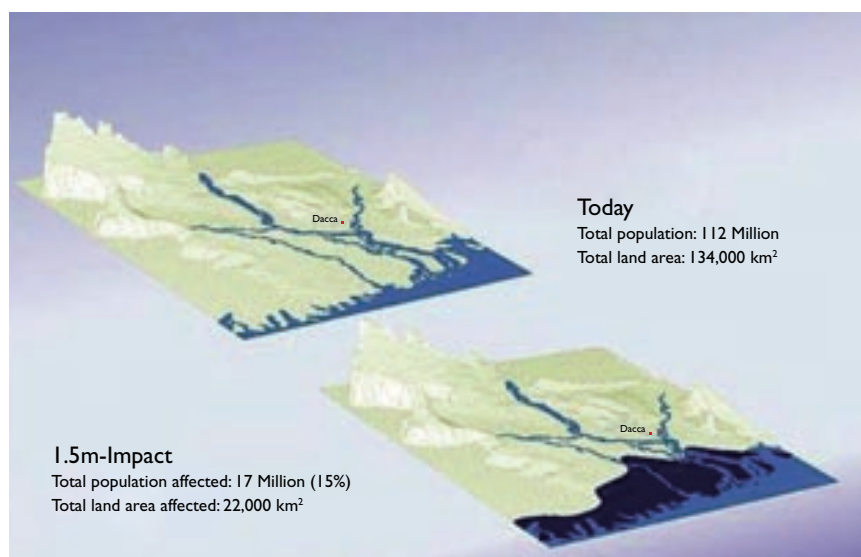 Dacca
Today
Total population: 112 Million
Total land area: 134,000 km²
Dacca
1.5m-Impact
Total population affected: 17 Million (15%)
Total land area affected: 22,000 km²